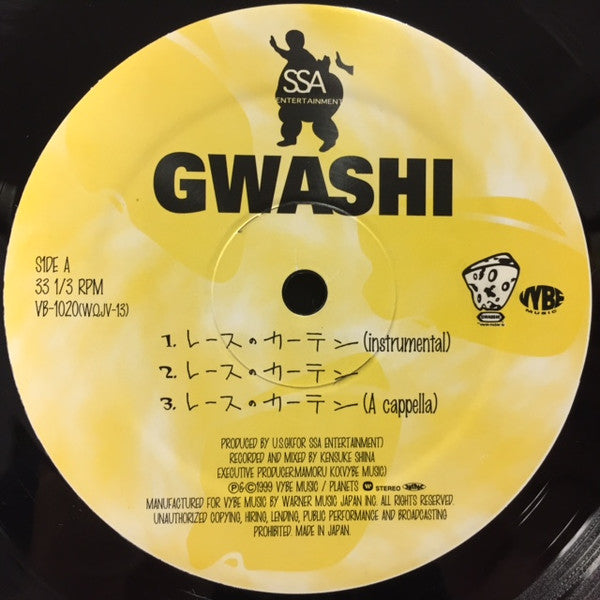 SSA
ENTERTAINMENT
GWASHI
SIDE A
33 1/3 RPM
VB-1020(WQJV-13)
VYBE
MUSIC
1. レースのカーテン (instrumental)
2. レースのカーテン
3. レースのカーテン (A cappella)
PRODUCED BY U.S.G(FOR SSA ENTERTAINMENT)
RECORDED AND MIXED BY KENSUKE SHIINA
EXECUTIVE PRODUCER:MAMORU KO(VYBE MUSIC)
℗&©1999 VYBE MUSIC / PLANETS STEREO
MANUFACTURED FOR VYBE MUSIC BY WARNER MUSIC JAPAN INC. ALL RIGHTS RESERVED.
UNAUTHORIZED COPYING, HIRING, LENDING, PUBLIC PERFORMANCE AND BROADCASTING
PROHIBITED. MADE IN JAPAN.